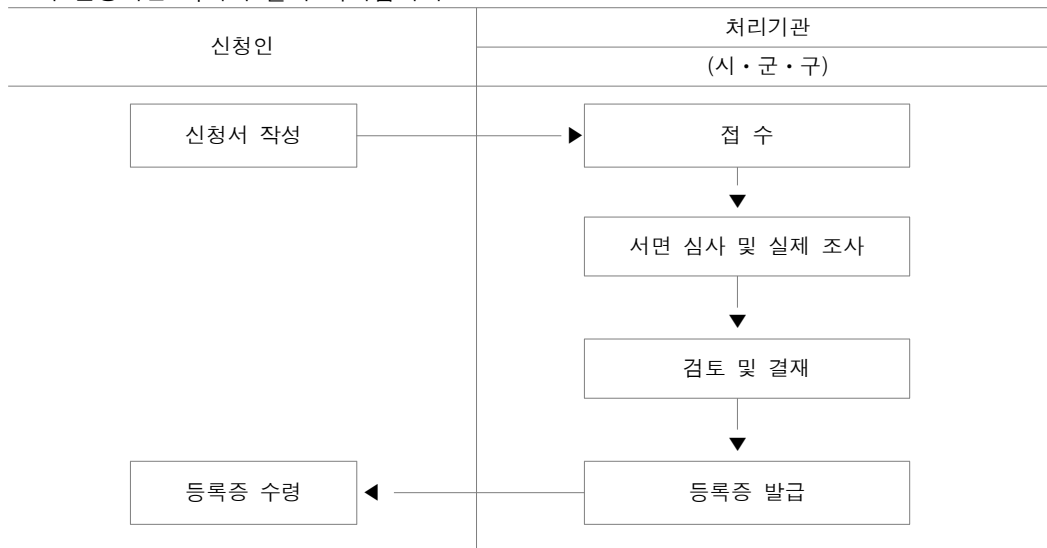 신청인
처리기관
(시・군・구)
신청서 작성
접 수
서면 심사 및 실제 조사
검토 및 결재
등록증 수령
등록증 발급